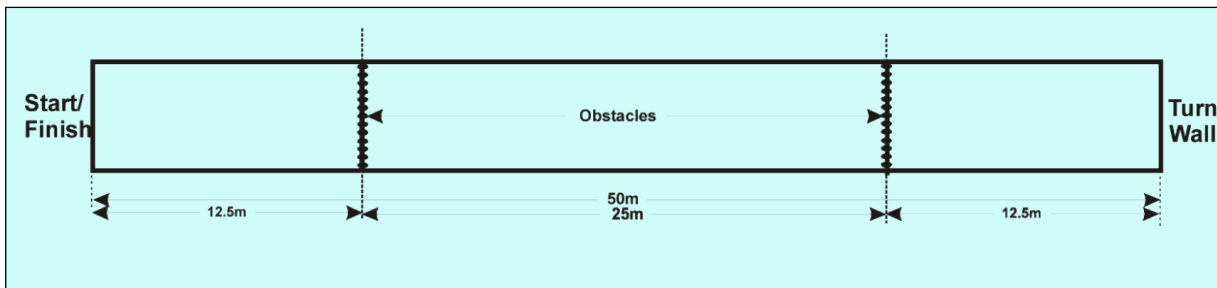 Start/
Finish
Obstacles
Turn
Wall
50m
12.5m
25m
12.5m